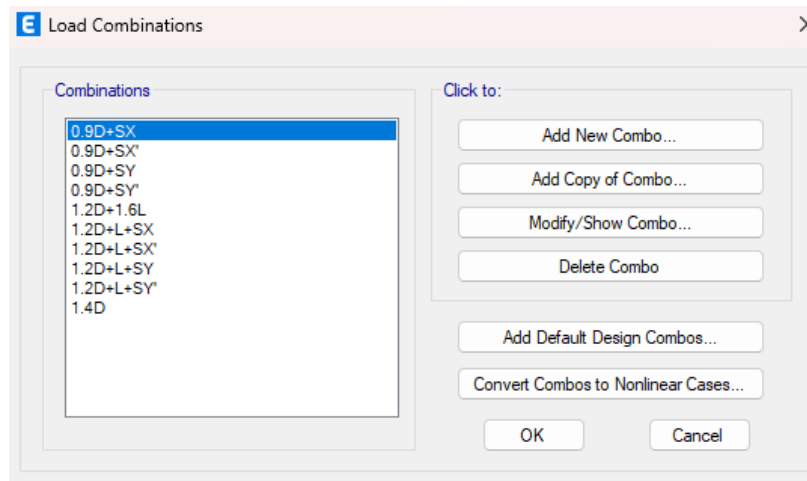 E Load Combinations
Combinations
0.9D+SX
0.9D+SX'
0.9D+SY
0.9D+SY'
1.2D+1.6L
1.2D+L+SX
1.2D+L+SX'
1.2D+L+SY
1.2D+L+SY'
1.4D
Click to:
Add New Combo...
Add Copy of Combo...
Modify/Show Combo...
Delete Combo
Add Default Design Combos...
Convert Combos to Nonlinear Cases...
OK
Cancel